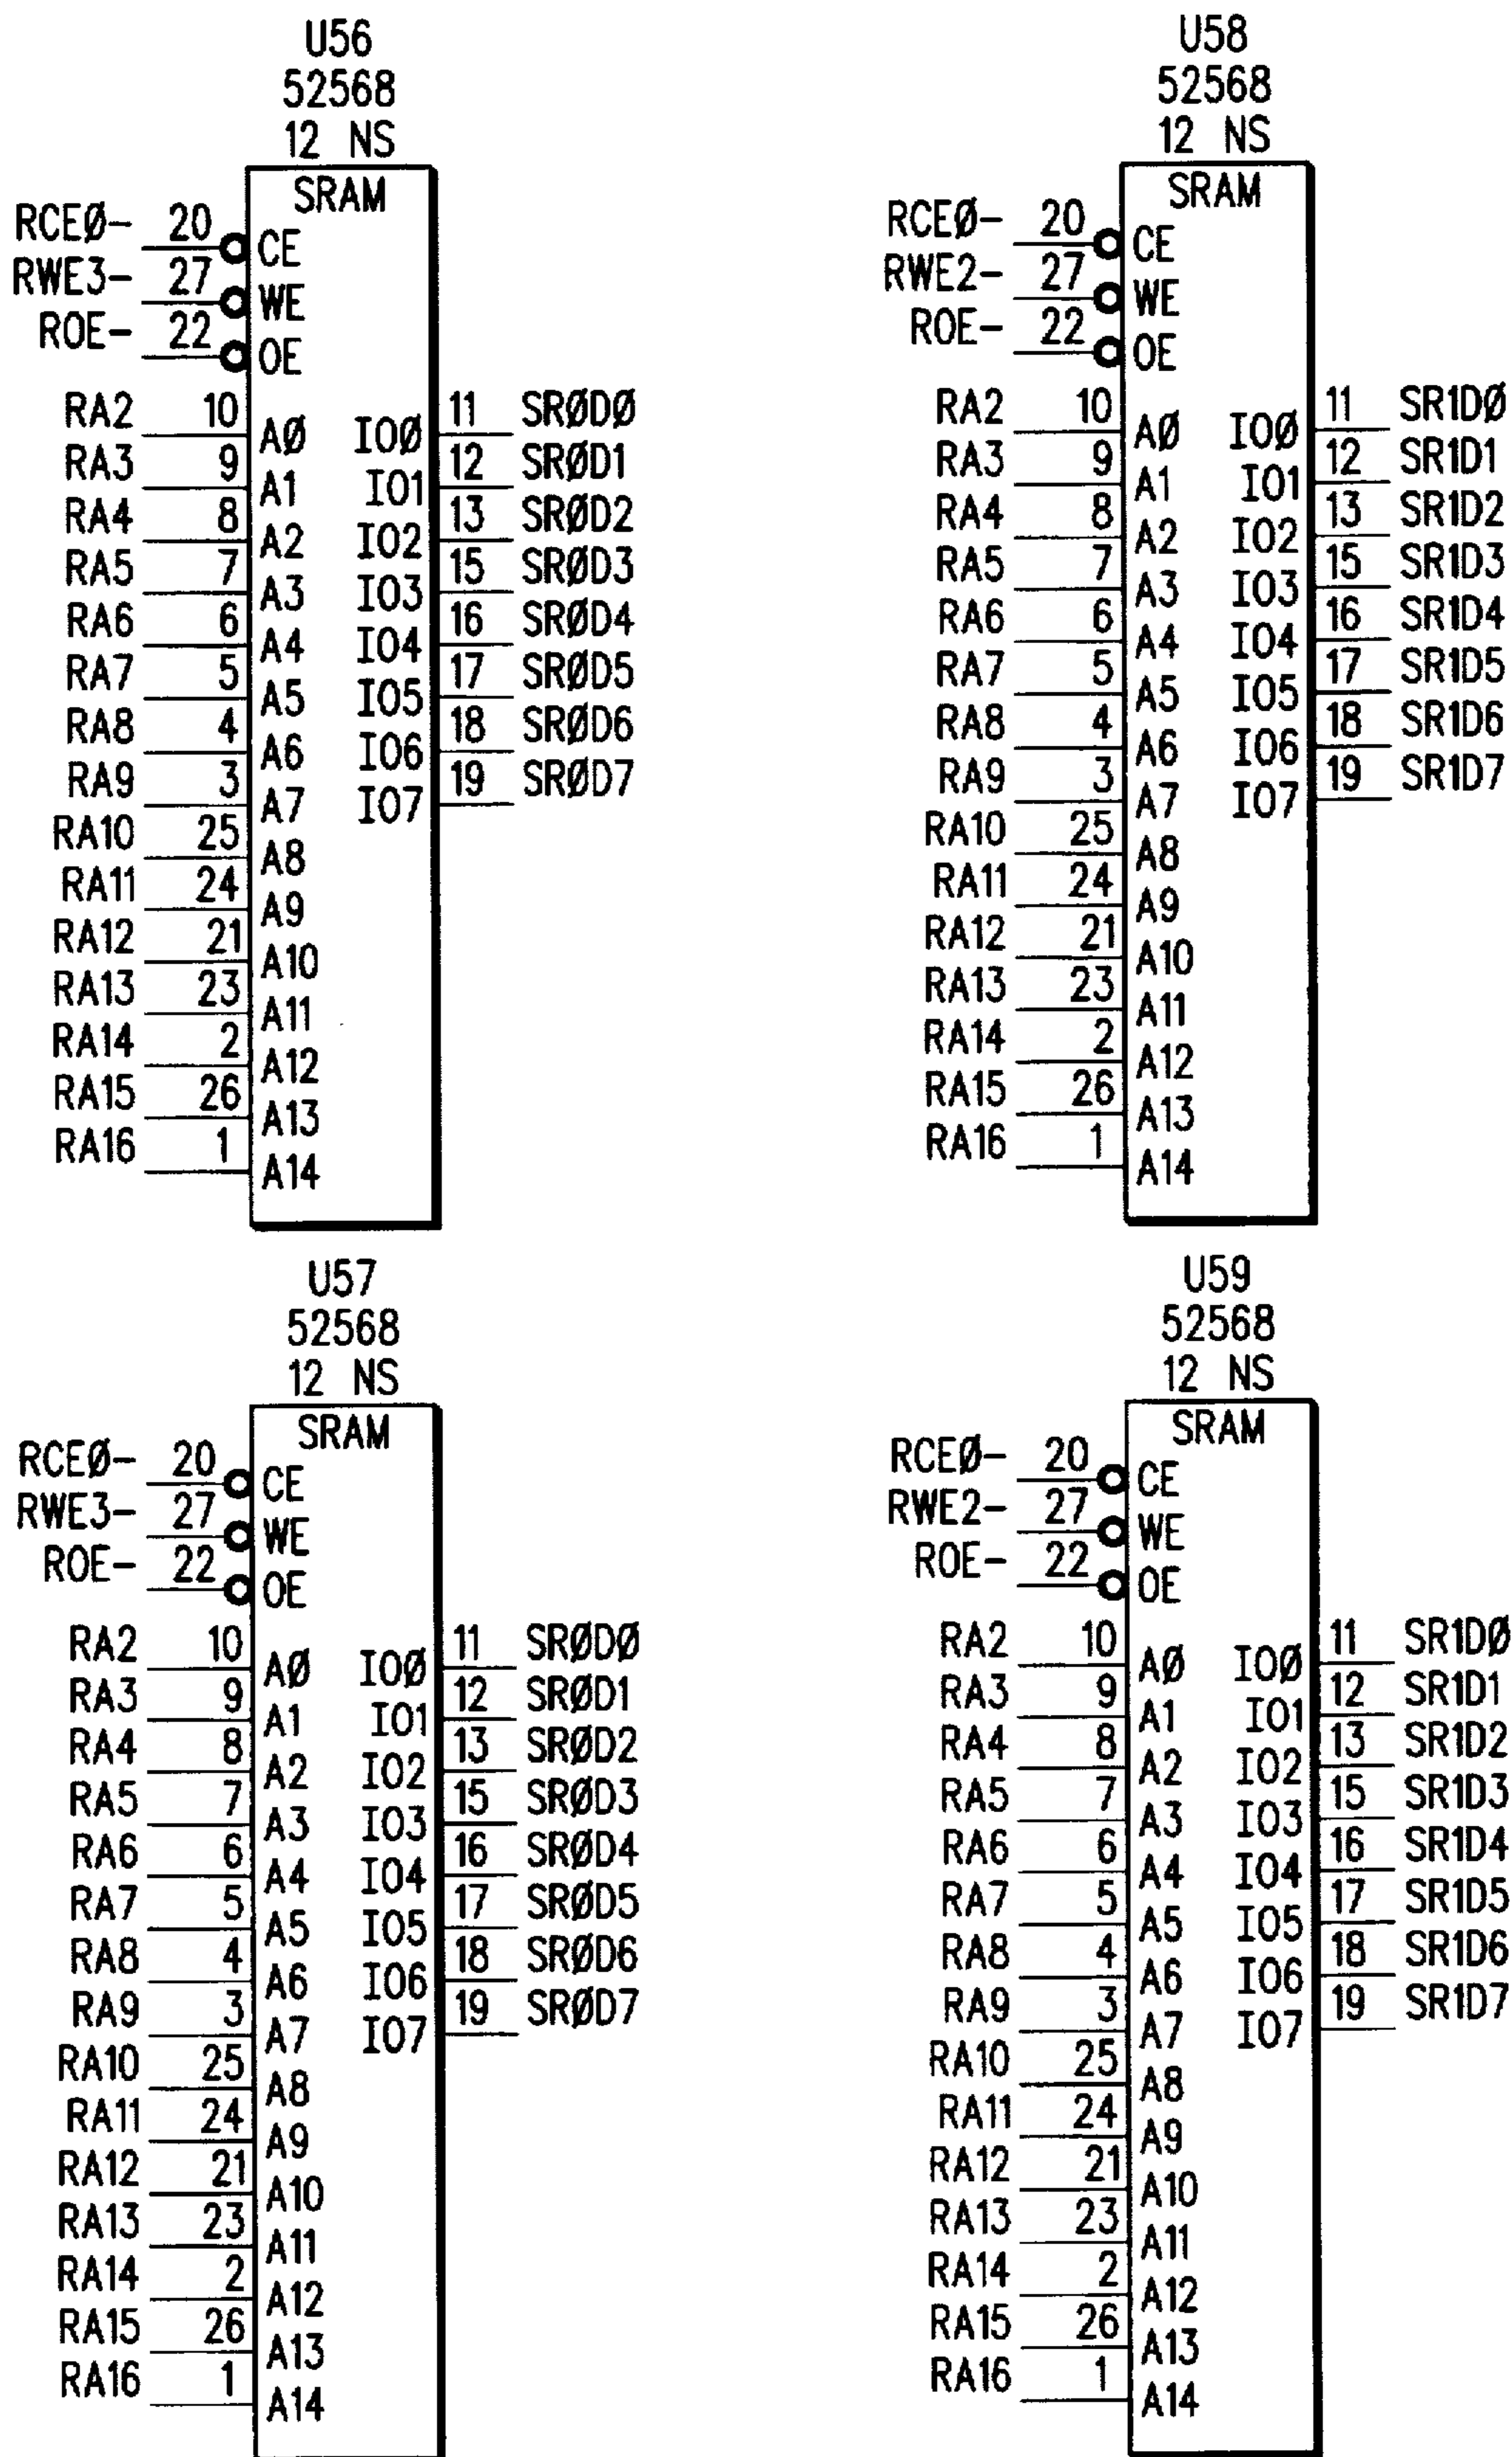 U56
52568
12 NS
SRAM
RCEØ- 20 CE
RWE3- 27 WE
ROE- 22 OE
RA2 10 AØ IOØ 11 SRØDØ
RA3 9 A1 IO1 12 SRØD1
RA4 8 A2 IO2 13 SRØD2
RA5 7 A3 IO3 15 SRØD3
RA6 6 A4 IO4 16 SRØD4
RA7 5 A5 IO5 17 SRØD5
RA8 4 A6 IO6 18 SRØD6
RA9 3 A7 IO7 19 SRØD7
RA10 25 A8
RA11 24 A9
RA12 21 A10
RA13 23 A11
RA14 2 A12
RA15 26 A13
RA16 1 A14
U58
52568
12 NS
SRAM
RCEØ- 20 CE
RWE2- 27 WE
ROE- 22 OE
RA2 10 AØ IOØ 11 SR1DØ
RA3 9 A1 IO1 12 SR1D1
RA4 8 A2 IO2 13 SR1D2
RA5 7 A3 IO3 15 SR1D3
RA6 6 A4 IO4 16 SR1D4
RA7 5 A5 IO5 17 SR1D5
RA8 4 A6 IO6 18 SR1D6
RA9 3 A7 IO7 19 SR1D7
RA10 25 A8
RA11 24 A9
RA12 21 A10
RA13 23 A11
RA14 2 A12
RA15 26 A13
RA16 1 A14
U57
52568
12 NS
SRAM
RCEØ- 20 CE
RWE3- 27 WE
ROE- 22 OE
RA2 10 AØ IOØ 11 SRØDØ
RA3 9 A1 IO1 12 SRØD1
RA4 8 A2 IO2 13 SRØD2
RA5 7 A3 IO3 15 SRØD3
RA6 6 A4 IO4 16 SRØD4
RA7 5 A5 IO5 17 SRØD5
RA8 4 A6 IO6 18 SRØD6
RA9 3 A7 IO7 19 SRØD7
RA10 25 A8
RA11 24 A9
RA12 21 A10
RA13 23 A11
RA14 2 A12
RA15 26 A13
RA16 1 A14
U59
52568
12 NS
SRAM
RCEØ- 20 CE
RWE2- 27 WE
ROE- 22 OE
RA2 10 AØ IOØ 11 SR1DØ
RA3 9 A1 IO1 12 SR1D1
RA4 8 A2 IO2 13 SR1D2
RA5 7 A3 IO3 15 SR1D3
RA6 6 A4 IO4 16 SR1D4
RA7 5 A5 IO5 17 SR1D5
RA8 4 A6 IO6 18 SR1D6
RA9 3 A7 IO7 19 SR1D7
RA10 25 A8
RA11 24 A9
RA12 21 A10
RA13 23 A11
RA14 2 A12
RA15 26 A13
RA16 1 A14